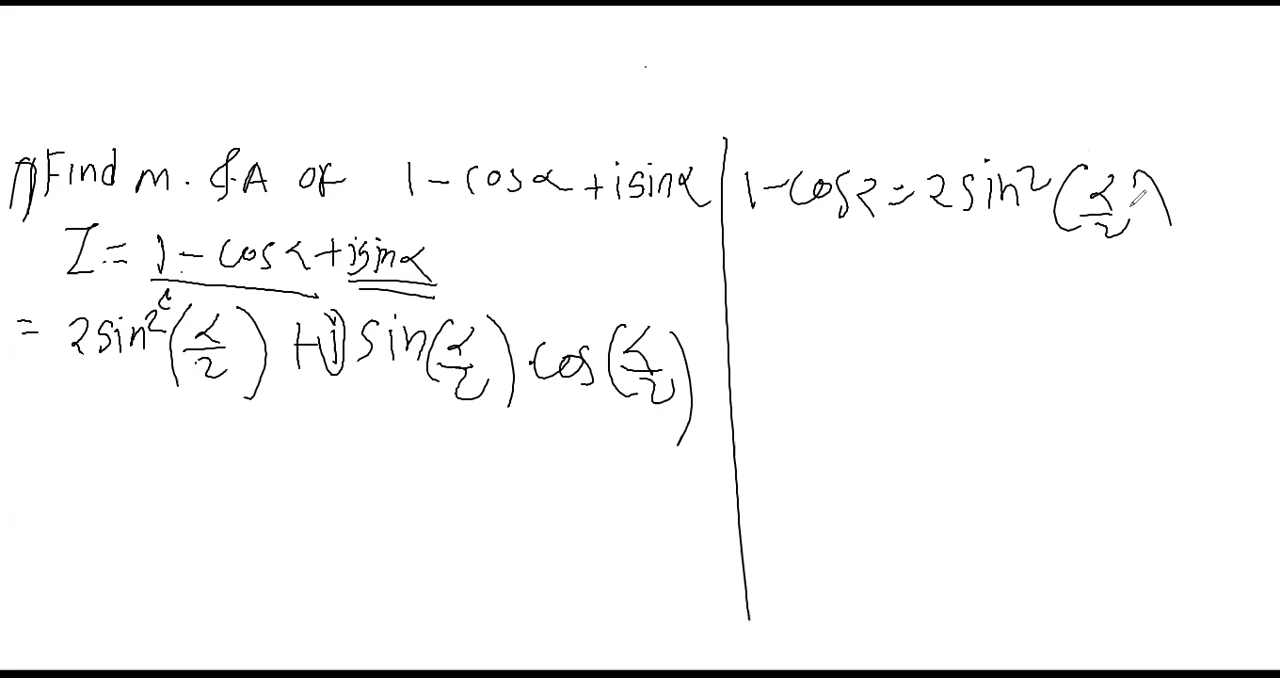 1) Find m. & A of 1 - cosα + isinα
Z = 1 - cosα + isinα
= 2sin²(α/2) + i sin(α/2) cos(α/2)
1 - cosα = 2sin²(α/2)